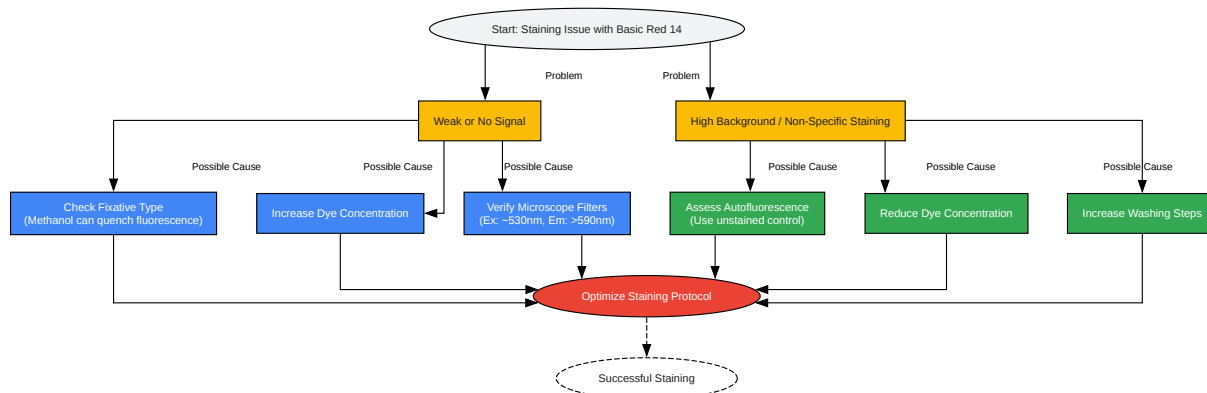 Start: Staining Issue with Basic Red 14
Problem
Problem
Weak or No Signal
High Background / Non-Specific Staining
Possible Cause
Possible Cause
Possible Cause
Possible Cause
Possible Cause
Possible Cause
Check Fixative Type
(Methanol can quench fluorescence)
Increase Dye Concentration
Verify Microscope Filters
(Ex: ~530nm, Em: >590nm)
Assess Autofluorescence
(Use unstained control)
Reduce Dye Concentration
Increase Washing Steps
Optimize Staining Protocol
Successful Staining